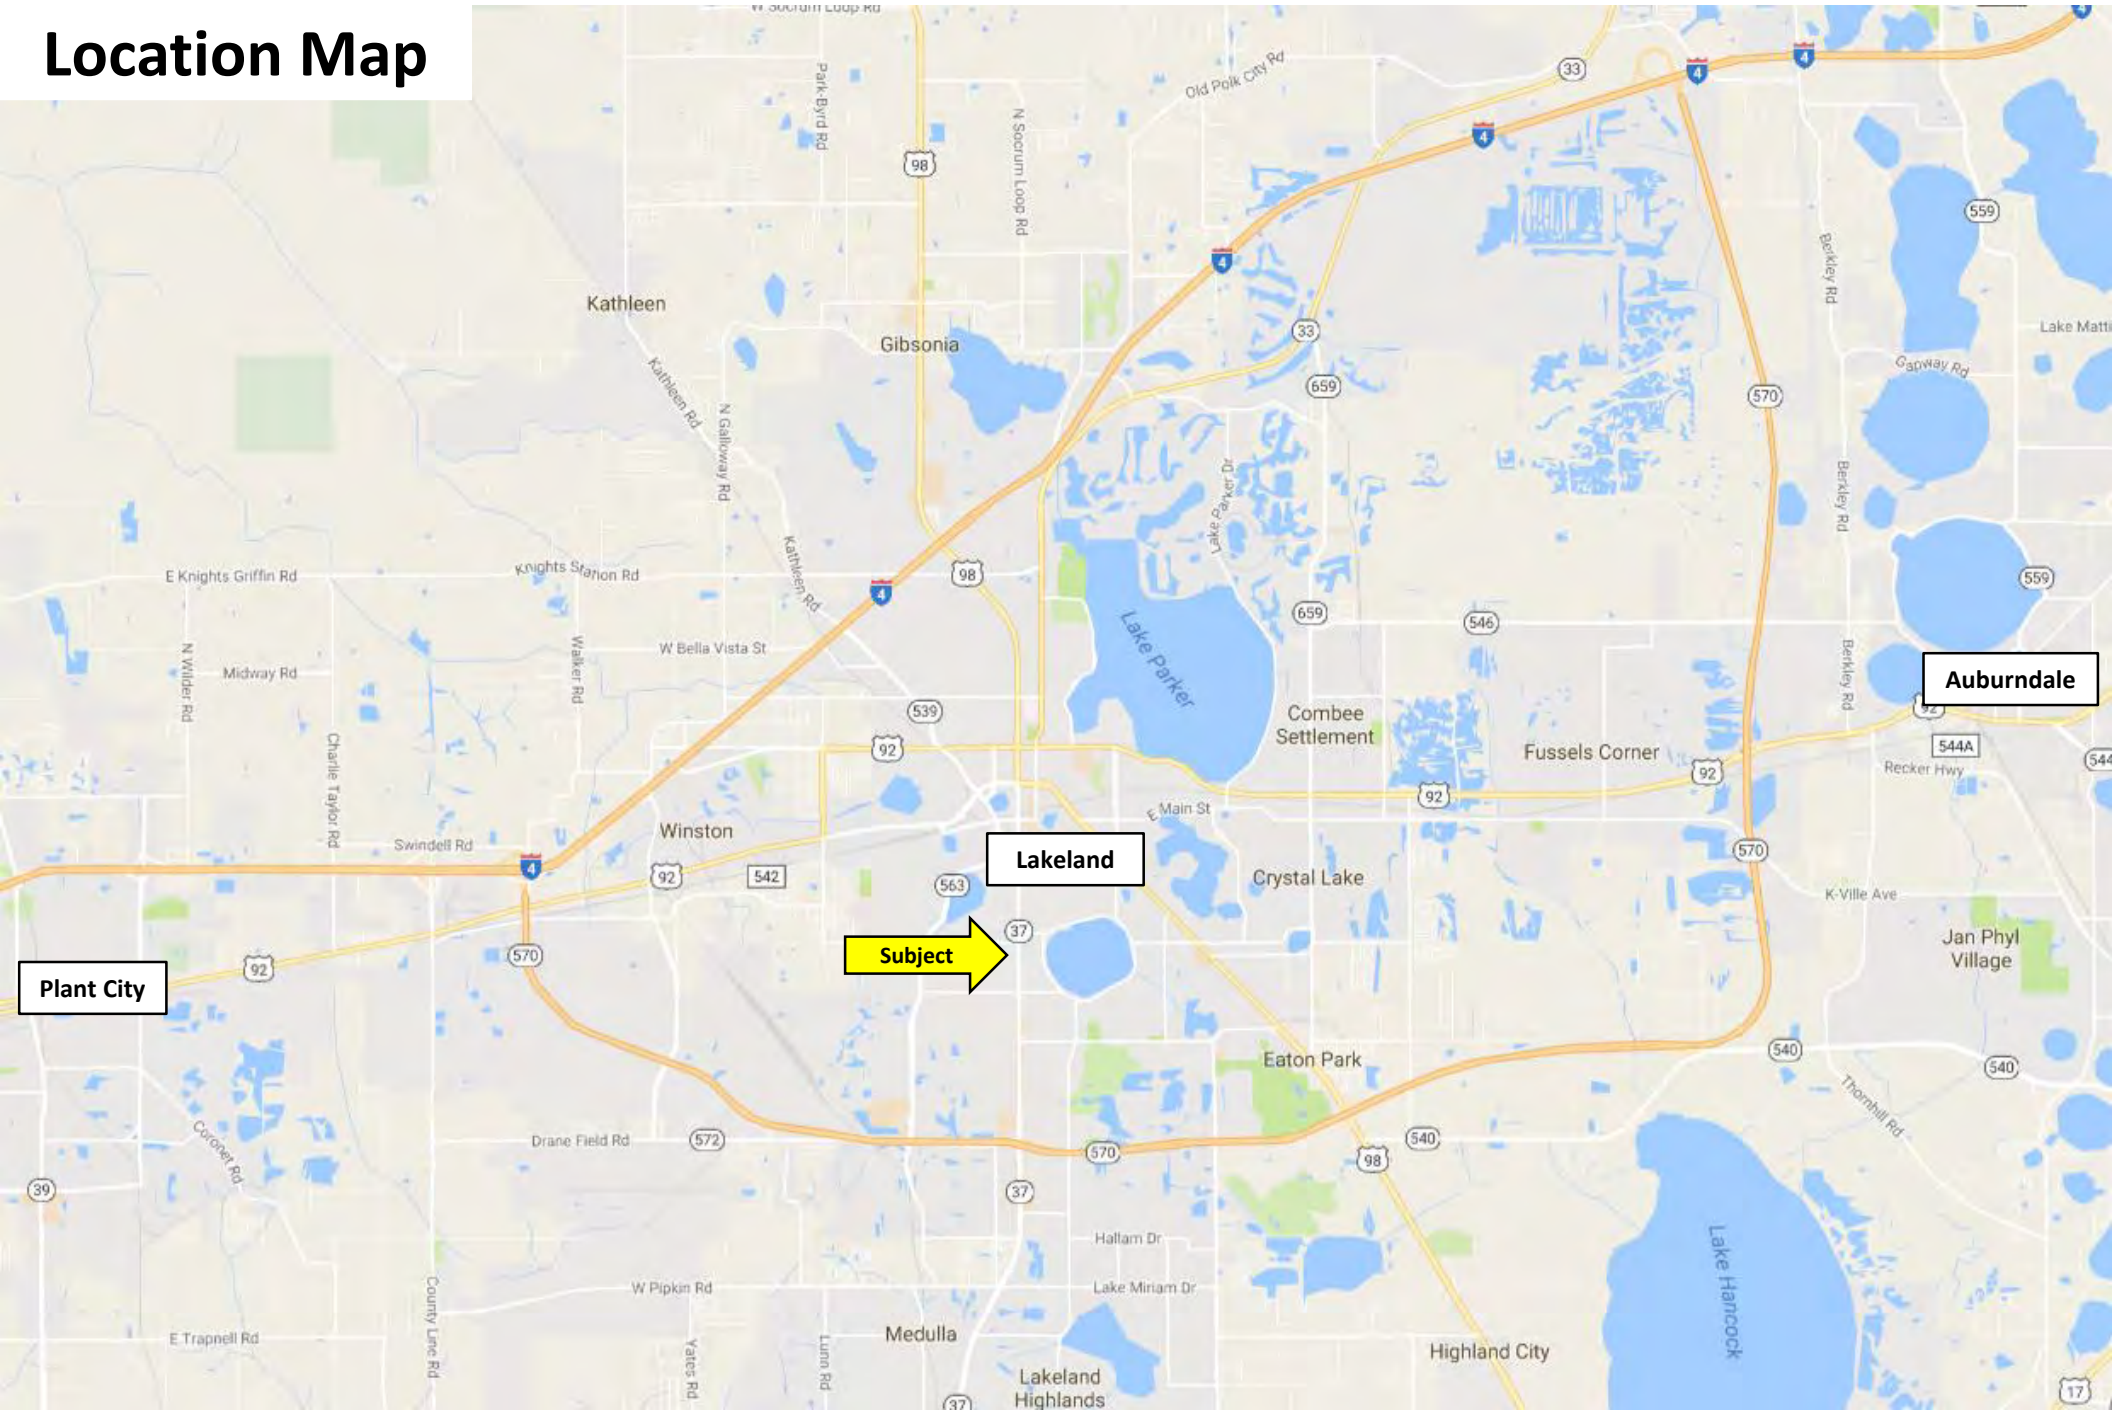 W Socrum Loop Rd
Location Map
4
Old Polk City Rd
33
4
4
Park-Byrd Rd
N Socrum Loop Rd
4
98
559
Berkley Rd
4
Kathleen
33
Lake Matti
Gibsonia
Gapway Rd
659
570
Kathleen Rd
N Galloway Rd
Lake Parker Dr
Berkley Rd
E Knights Griffin Rd
Knights Station Rd
Kathleen Rd
98
559
4
659
546
Lake Parker
W Bella Vista St
N Wilder Rd
Midway Rd
Walker Rd
Berkley Rd
Auburndale
92
539
Combee
Settlement
92
Fussels Corner
544A
544
Charlie Taylor Rd
92
Recker Hwy
92
E Main St
Winston
Swindell Rd
Lakeland
570
4
92
542
563
Crystal Lake
K-Ville Ave
37
Jan Phyl
Village
Subject
570
92
Plant City
Eaton Park
540
540
Thornhill Rd
Coronet Rd
Drane Field Rd
572
570
540
98
39
37
Hallam Dr
Lake Hancock
W Pipkin Rd
Lake Miriam Dr
County Line Rd
E Trapnell Rd
Yates Rd
Lunn Rd
Medulla
Highland City
Lakeland
Highlands
37
17